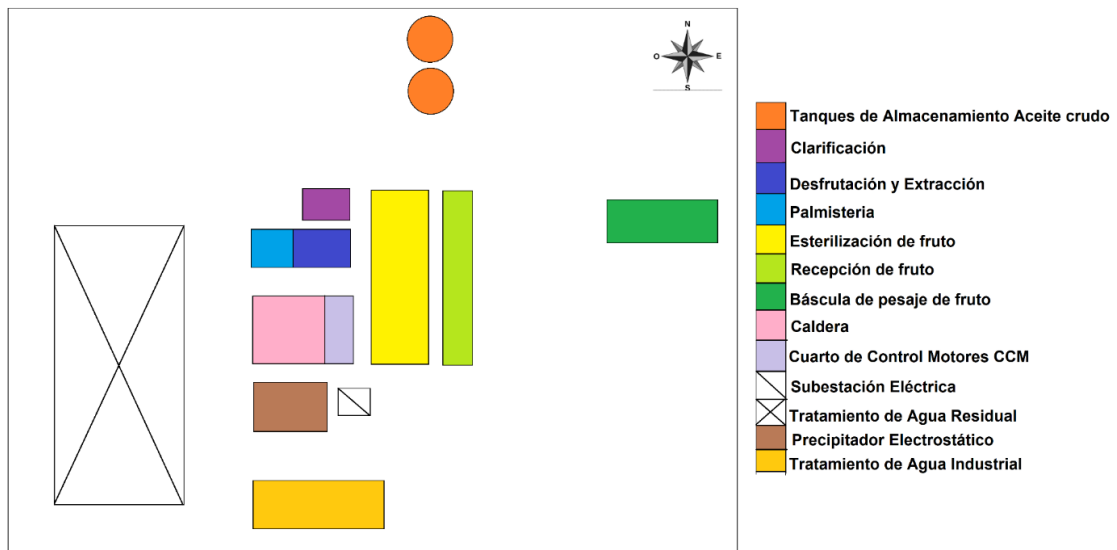 N
O
E
S
Tanques de Almacenamiento Aceite crudo
Clarificación
Desfrutación y Extracción
Palmisteria
Esterilización de fruto
Recepción de fruto
Báscula de pesaje de fruto
Caldera
Cuarto de Control Motores CCM
Subestación Eléctrica
Tratamiento de Agua Residual
Precipitador Electrostático
Tratamiento de Agua Industrial